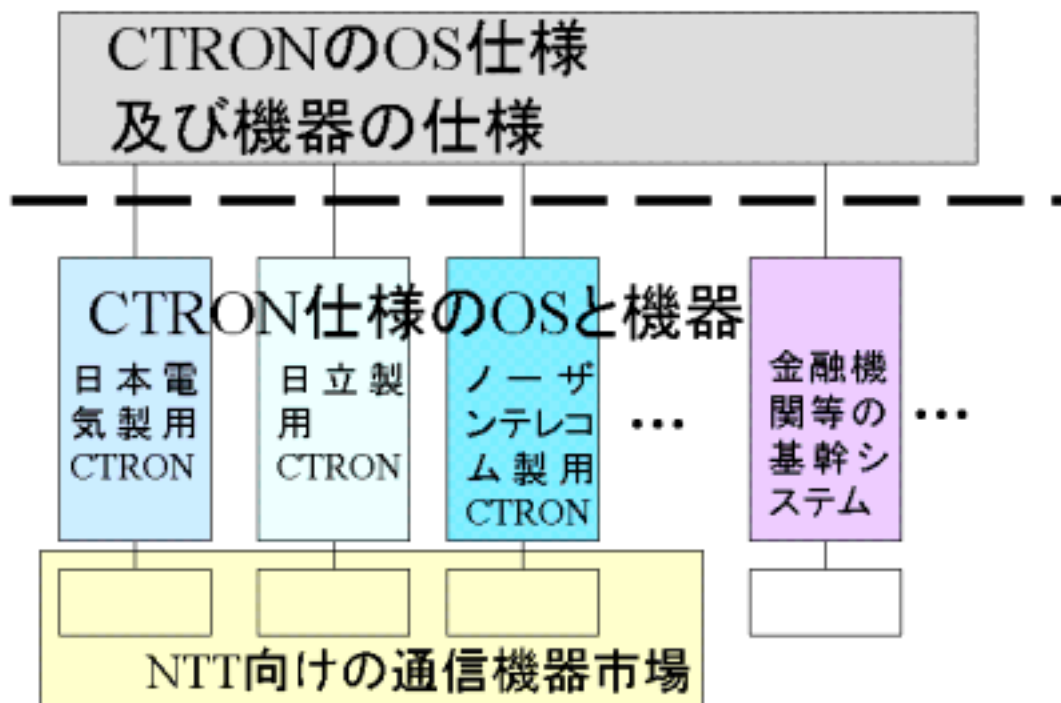 CTRONのOS仕様
及び機器の仕様
CTRON仕様のOSと機器
日本電
気製用
CTRON
日立製
用
CTRON
ノーザ
ンテレコ
ム製用
CTRON
…
金融機
関等の
基幹シ
ステム
…
NTT向けの通信機器市場